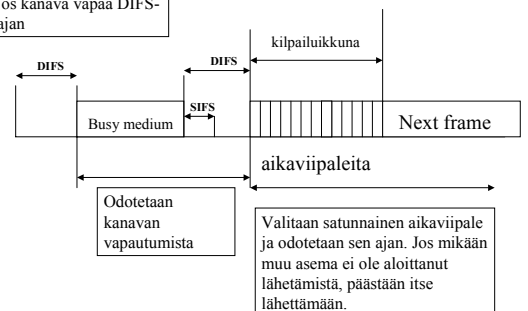 jos kanava vapaa DIFS-
ajan
kilpailuikkuna
DIFS
DIFS
SIFS
Busy medium
Next frame
aikaviipaleita
Odotetaan
kanavan
vapautumista
Valitaan satunnainen aikaviipale
ja odotetaan sen ajan. Jos mikään
muu asema ei ole aloittanut
lähetämistä, päästään itse
lähettämään.